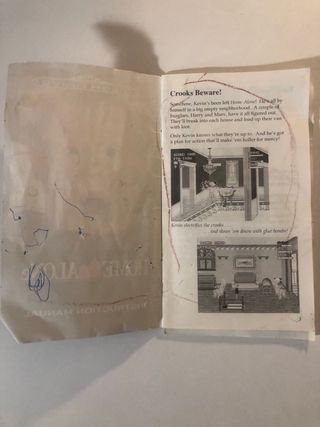 Crooks Beware!
Somehow, Kevin's been left Home Alone! He's all by
himself in a big empty neighborhood. A couple of
burglars, Harry and Marv, have it all figured out.
They'll break into each house and load up their van
with loot.
Only Kevin knows what they're up to. And he's got
a plan for action that'll make 'em holler for mercy!
Kevin electrifies the crooks
and slows 'em down with glue bombs!
HOME ALONe
INSTRUCTION MANUAL